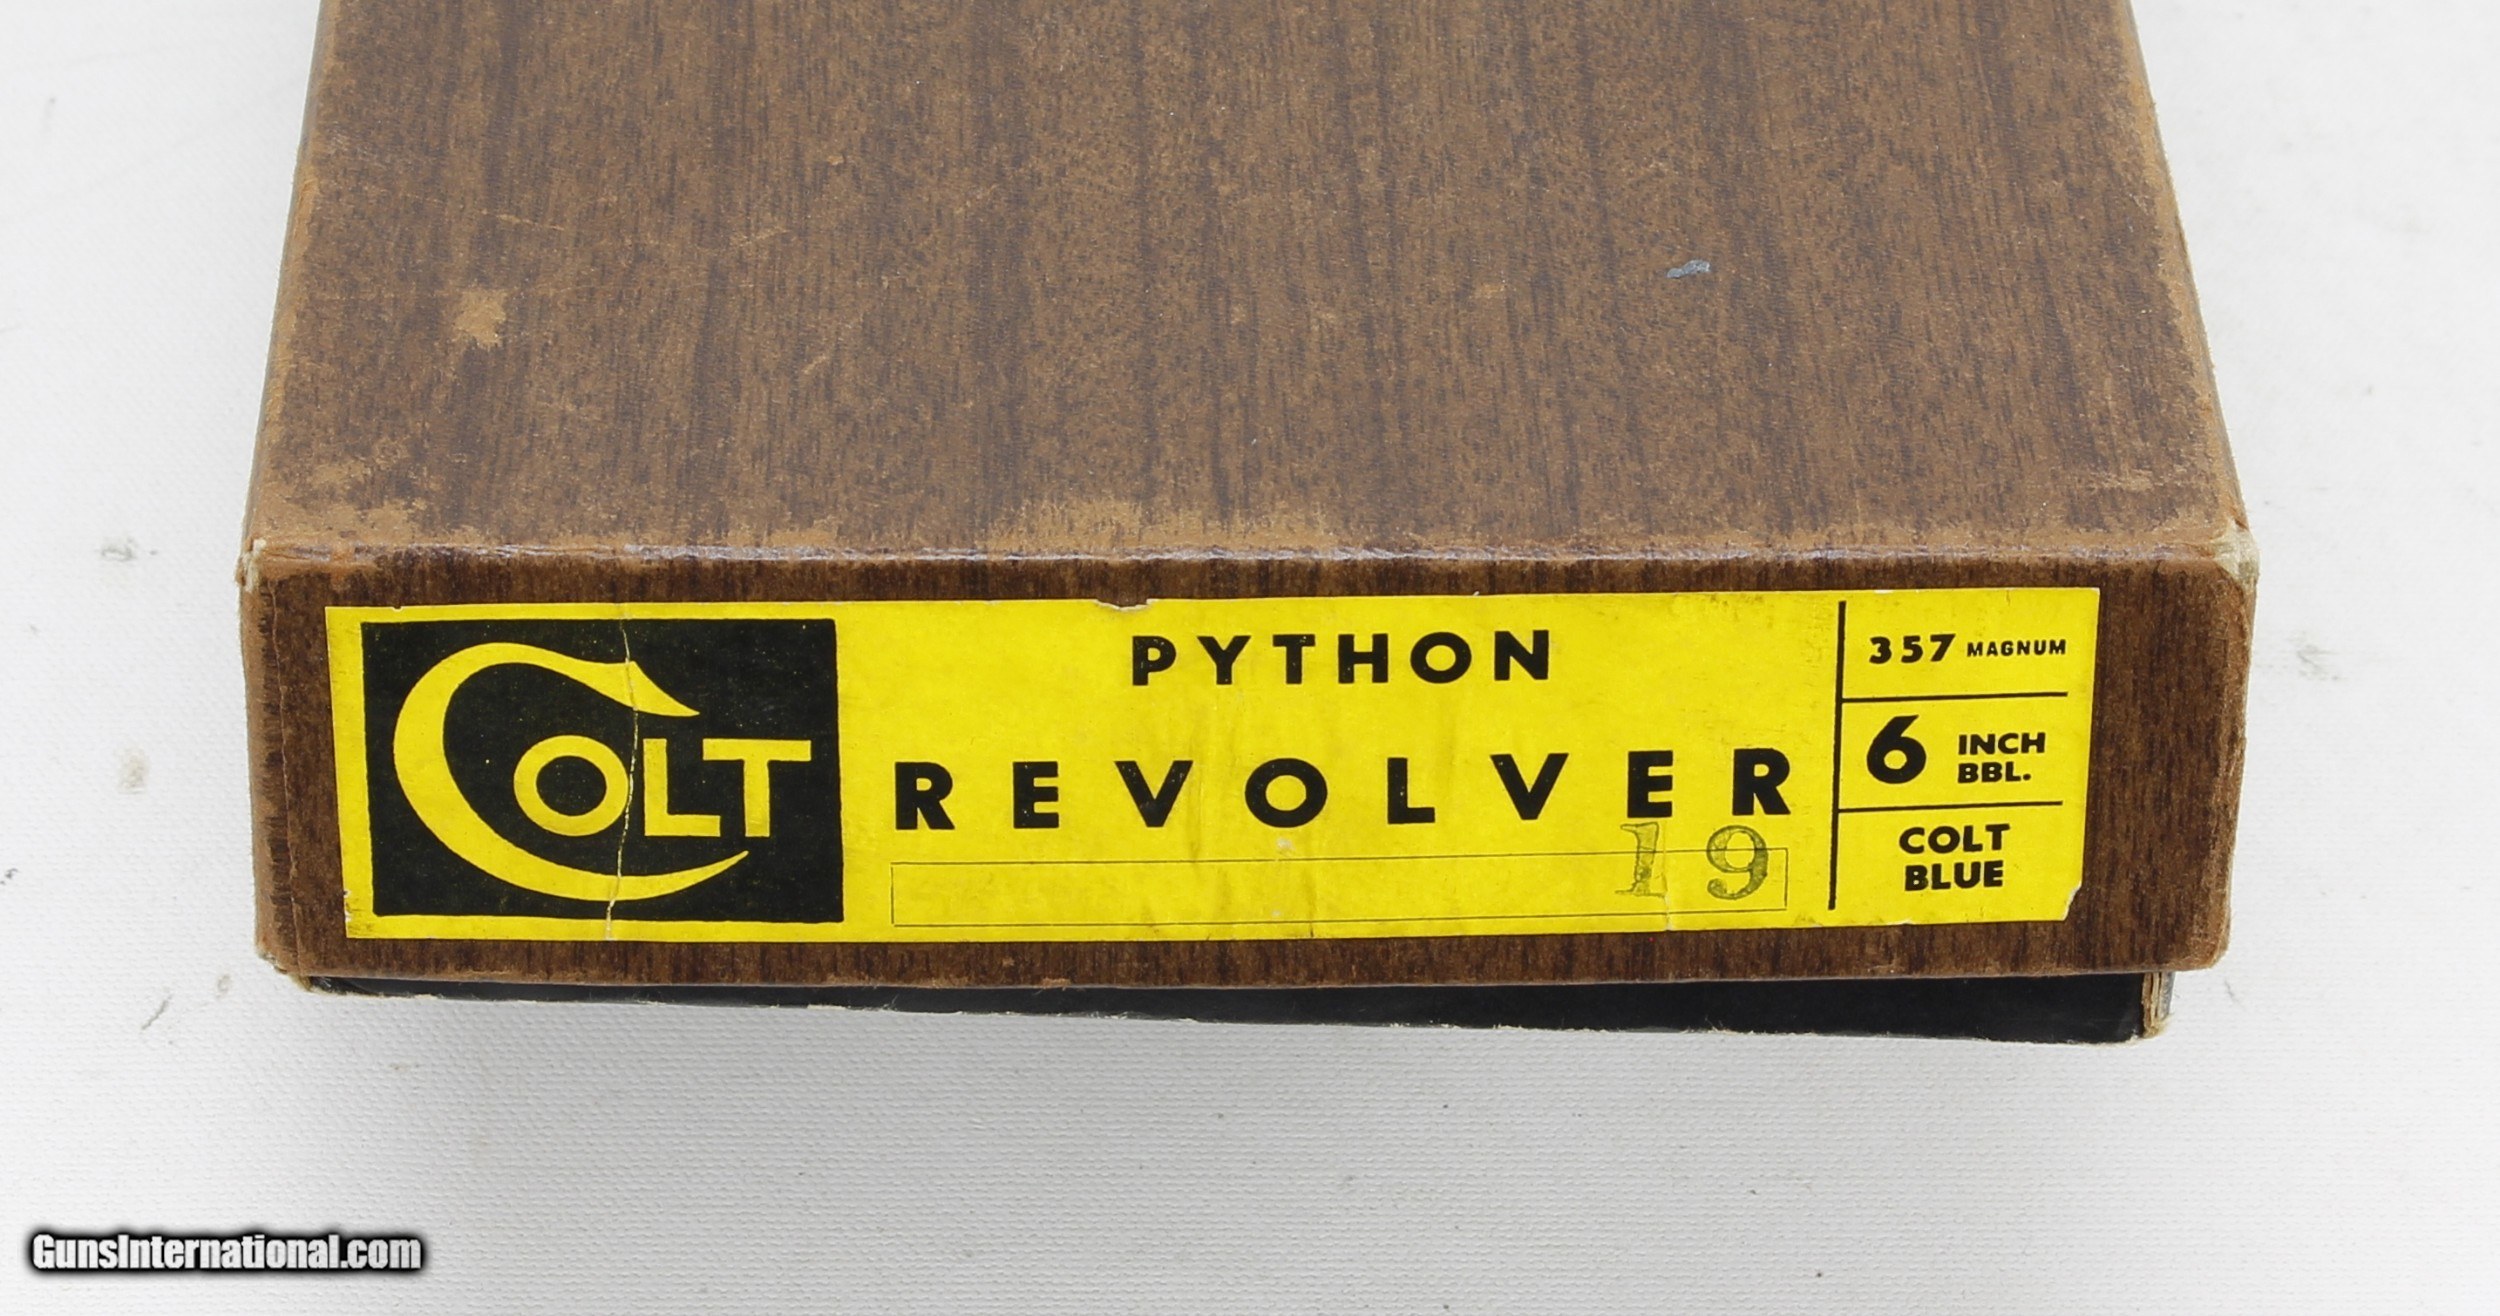 COLT
PYTHON
REVOLVER
19
357 MAGNUM
6 INCH
BBL.
COLT
BLUE
GunsInternational.com